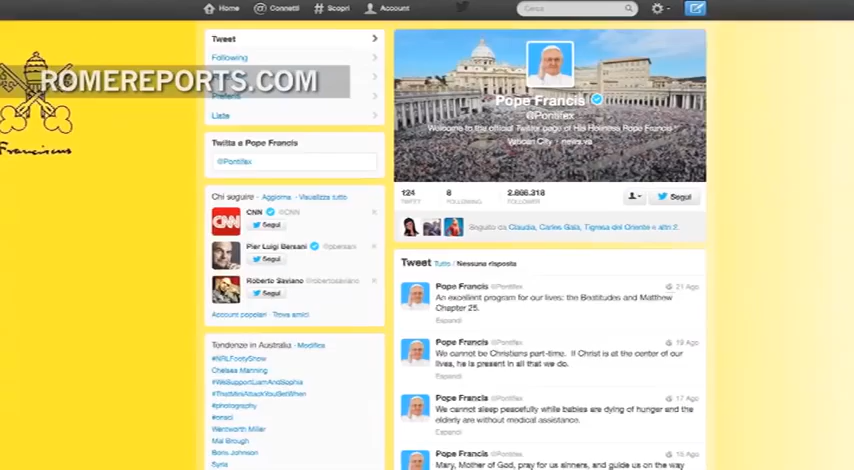 Home
@ Connetti
# Scopri
Account
Cerca
Tweet
Following
ROMEREPORTS.COM
Preferiti
Liste
Franciscus
Twitta a Pope Francis
@Pontifex
Chi seguire · Aggiorna · Visualizza tutto
CNN @CNN
Segui
Pier Luigi Bersani @pbersani
Segui
Roberto Saviano @robertosaviano
Segui
Account popolari · Trova amici
Tendenze in Australia · Modifica
#NRLFootyShow
Chelsea Manning
#WeSupportLiamAndSophia
#ThatMiniAttackYouGetWhen
#photography
#auspol
Wentworth Miller
Mal Brough
Boris Johnson
Syria
Pope Francis
@Pontifex
Welcome to the official Twitter page of His Holiness Pope Francis
Vatican City · news.va
124 8 2.866.318
TWEET FOLLOWING FOLLOWER
Segui
Seguito da Claudia, Carles Gala, Tigresa del Oriente e altri 2.
Tweet Tutto / Nessuna risposta
Pope Francis @Pontifex 21 Ago
An excellent program for our lives: the Beatitudes and Matthew
Chapter 25.
Espandi
Pope Francis @Pontifex 19 Ago
We cannot be Christians part-time. If Christ is at the center of our
lives, he is present in all that we do.
Espandi
Pope Francis @Pontifex 17 Ago
We cannot sleep peacefully while babies are dying of hunger and the
elderly are without medical assistance.
Espandi
Pope Francis @Pontifex 15 Ago
Mary, Mother of God, pray for us sinners, and guide us on the way